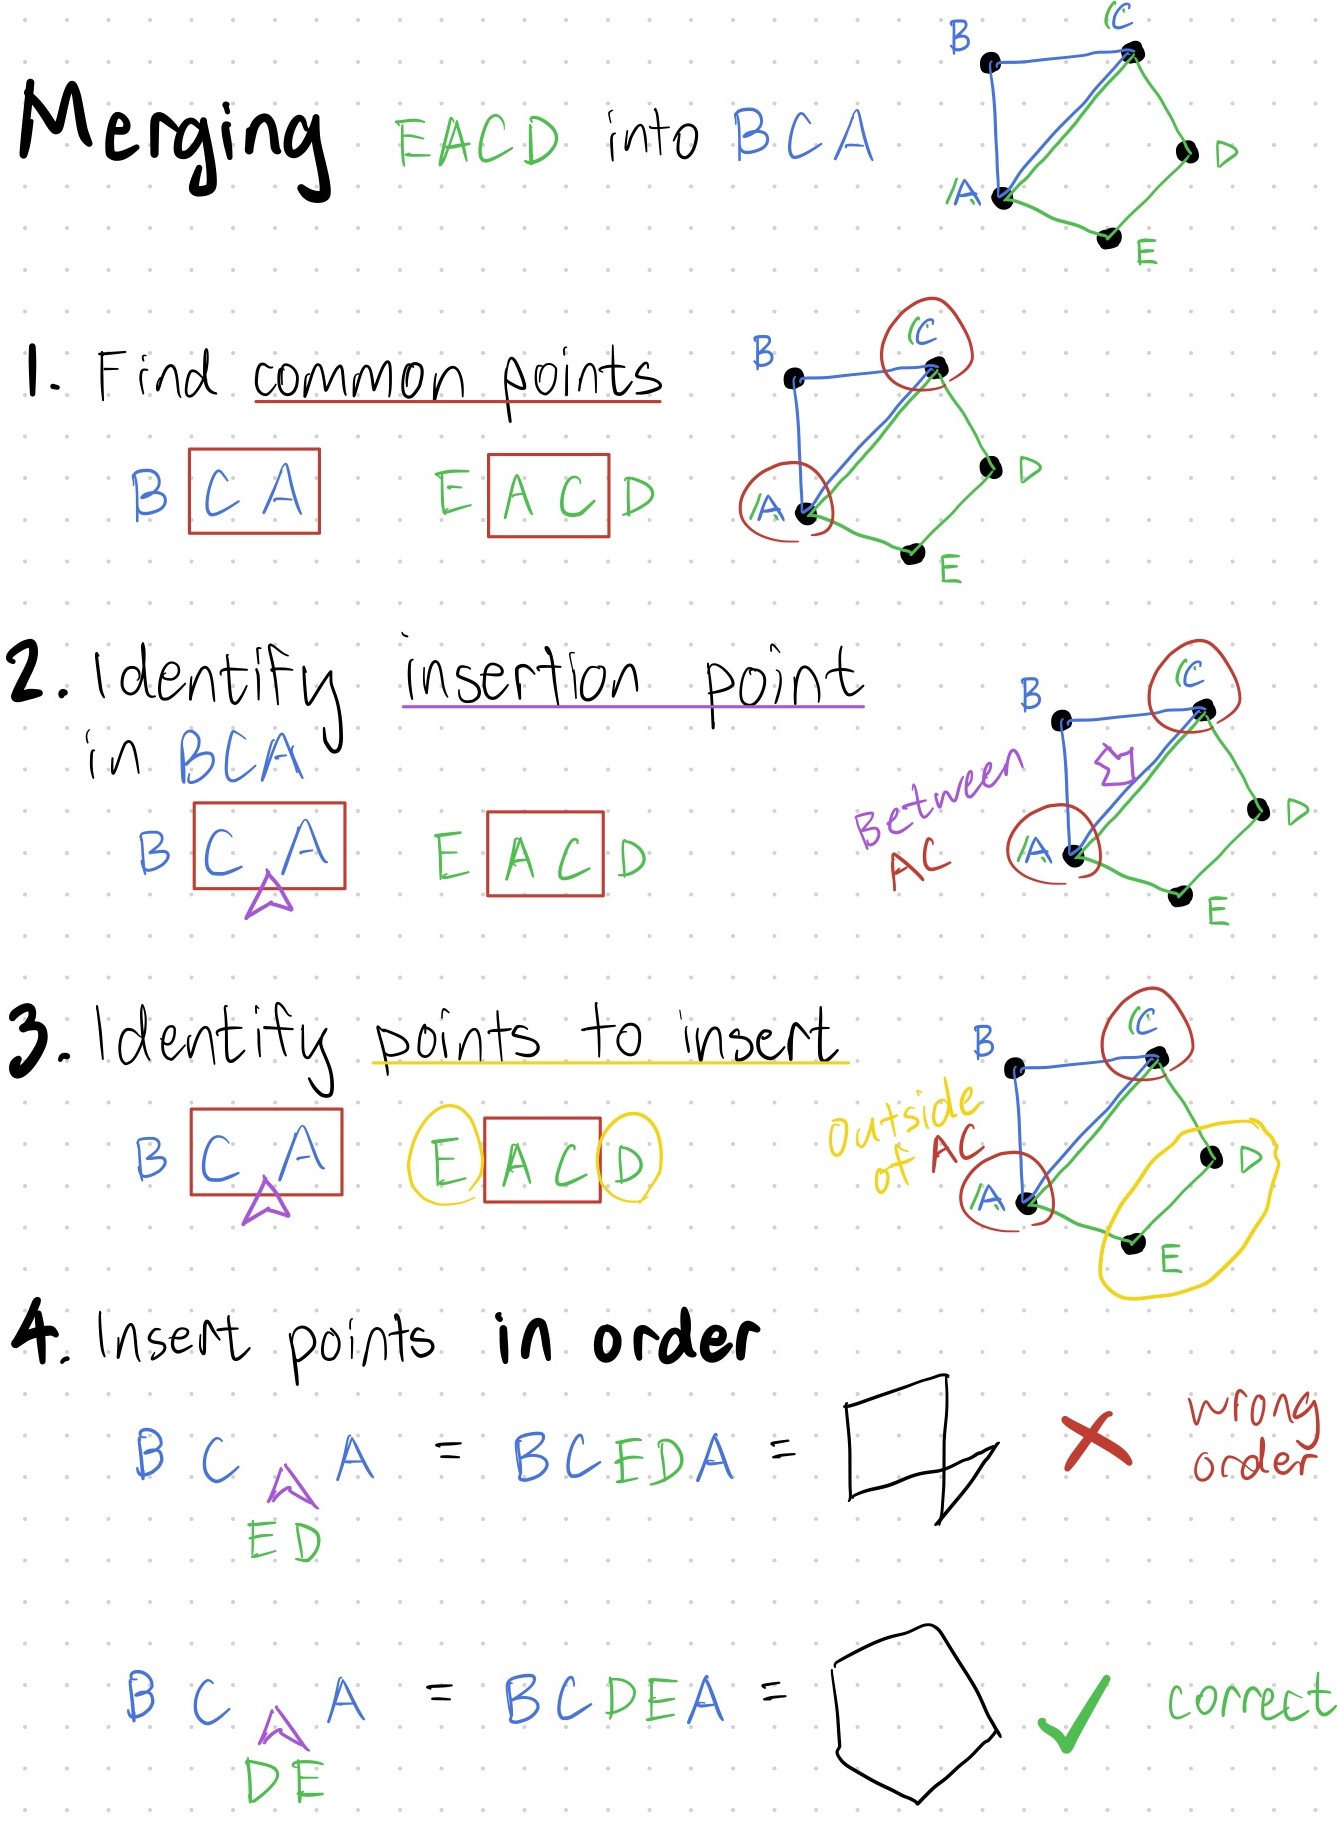 Merging EACD into BCA
B C A D E
1. Find common points
B C A E A C D
B C A D E
2. Identify insertion point
in BCA
B C A E A C D
Between
AC
B C A D E
3. Identify points to insert
B C A E A C D
Outside
of AC
B C A D E
4. Insert points in order
B C A = BCEDA =
E D
wrong
order
B C A = BCDEA =
DE
correct